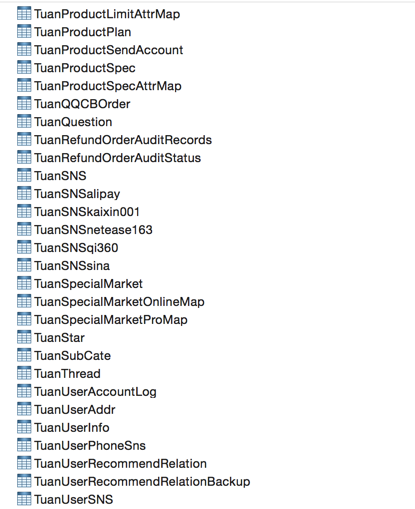 TuanProductLimitAttrMap
TuanProductPlan
TuanProductSendAccount
TuanProductSpec
TuanProductSpecAttrMap
TuanQQCBOrder
TuanQuestion
TuanRefundOrderAuditRecords
TuanRefundOrderAuditStatus
TuanSNS
TuanSNSalipay
TuanSNSkaixin001
TuanSNSnetease163
TuanSNSqi360
TuanSNSsina
TuanSpecialMarket
TuanSpecialMarketOnlineMap
TuanSpecialMarketProMap
TuanStar
TuanSubCate
TuanThread
TuanUserAccountLog
TuanUserAddr
TuanUserInfo
TuanUserPhoneSns
TuanUserRecommendRelation
TuanUserRecommendRelationBackup
TuanUserSNS